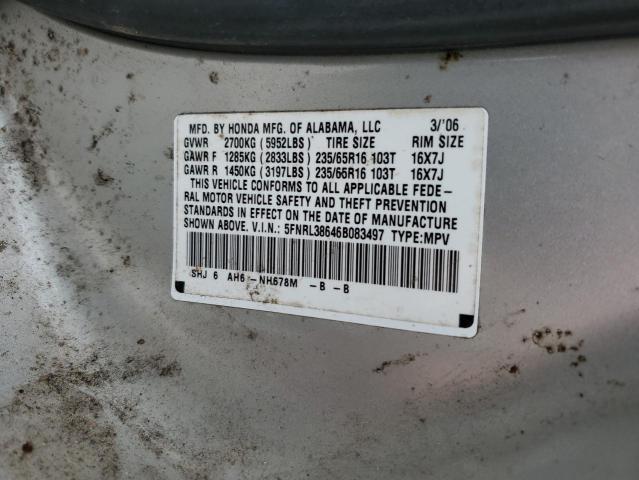 MFD. BY HONDA MFG. OF ALABAMA, LLC 3/'06
GVWR 2700KG (5952LBS) TIRE SIZE RIM SIZE
GAWR F 1285KG (2833LBS) 235/65R16 103T 16X7J
GAWR R 1450KG (3197LBS) 235/65R16 103T 16X7J
THIS VEHICLE CONFORMS TO ALL APPLICABLE FEDE-
RAL MOTOR VEHICLE SAFETY AND THEFT PREVENTION
STANDARDS IN EFFECT ON THE DATE OF MANUFACTURE
SHOWN ABOVE. V.I.N.: 5FNRL38646B083497 TYPE:MPV
SHJ 6 AH6 -NH678M -B -B